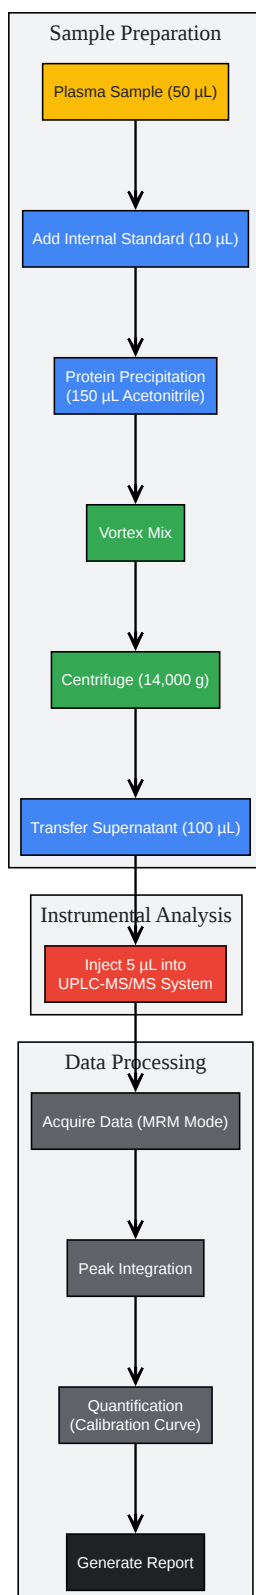 Sample Preparation
Plasma Sample (50 µL)
Add Internal Standard (10 µL)
Protein Precipitation
(150 µL Acetonitrile)
Vortex Mix
Centrifuge (14,000 g)
Transfer Supernatant (100 µL)
Instrumental Analysis
Inject 5 µL into
UPLC-MS/MS System
Data Processing
Acquire Data (MRM Mode)
Peak Integration
Quantification
(Calibration Curve)
Generate Report